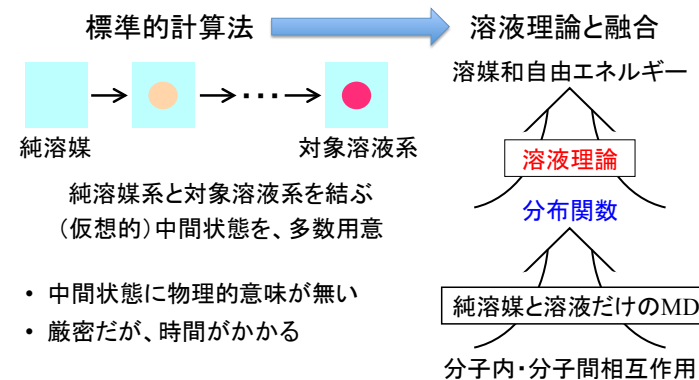 標準的計算法
溶液理論と融合
純溶媒
・・・
対象溶液系
純溶媒系と対象溶液系を結ぶ
（仮想的）中間状態を、多数用意
• 中間状態に物理的意味が無い
• 厳密だが、時間がかかる
溶媒和自由エネルギー
溶液理論
分布関数
純溶媒と溶液だけのMD
分子内・分子間相互作用